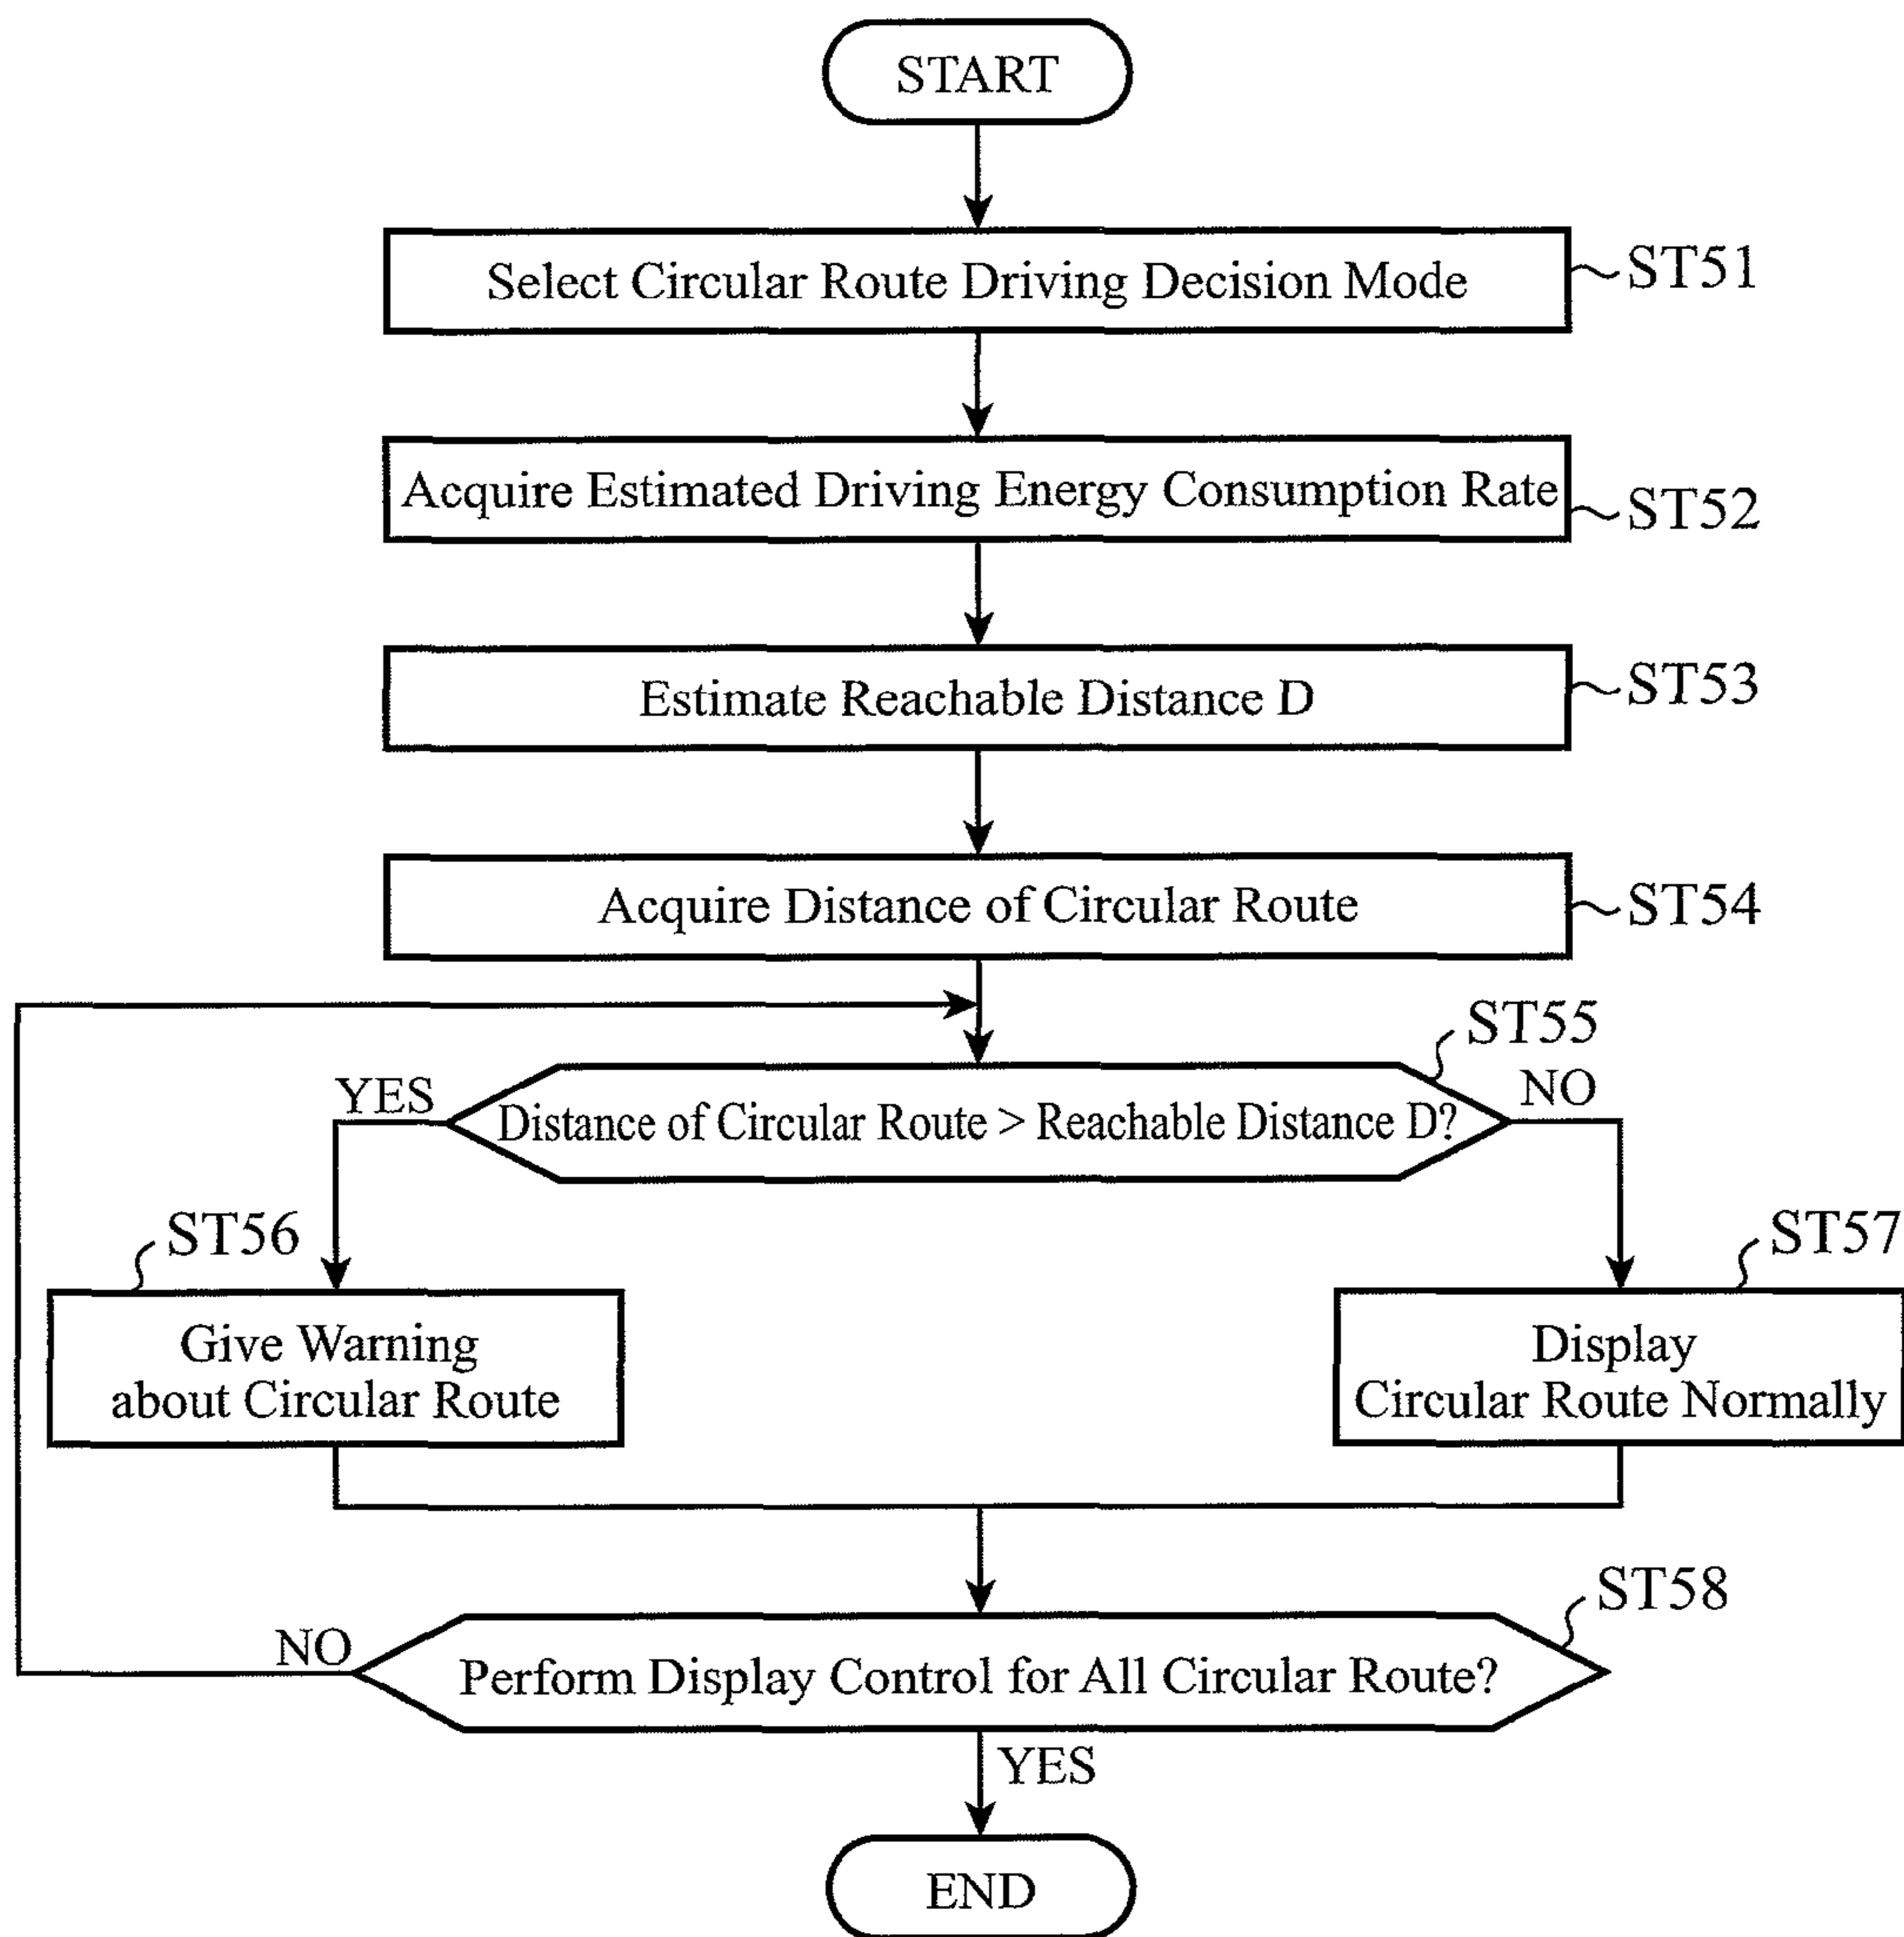 START
Select Circular Route Driving Decision Mode
ST51
Acquire Estimated Driving Energy Consumption Rate
ST52
Estimate Reachable Distance D
ST53
Acquire Distance of Circular Route
ST54
ST55
YES
Distance of Circular Route > Reachable Distance D?
NO
ST56
Give Warning
about Circular Route
ST57
Display
Circular Route Normally
ST58
NO
Perform Display Control for All Circular Route?
YES
END